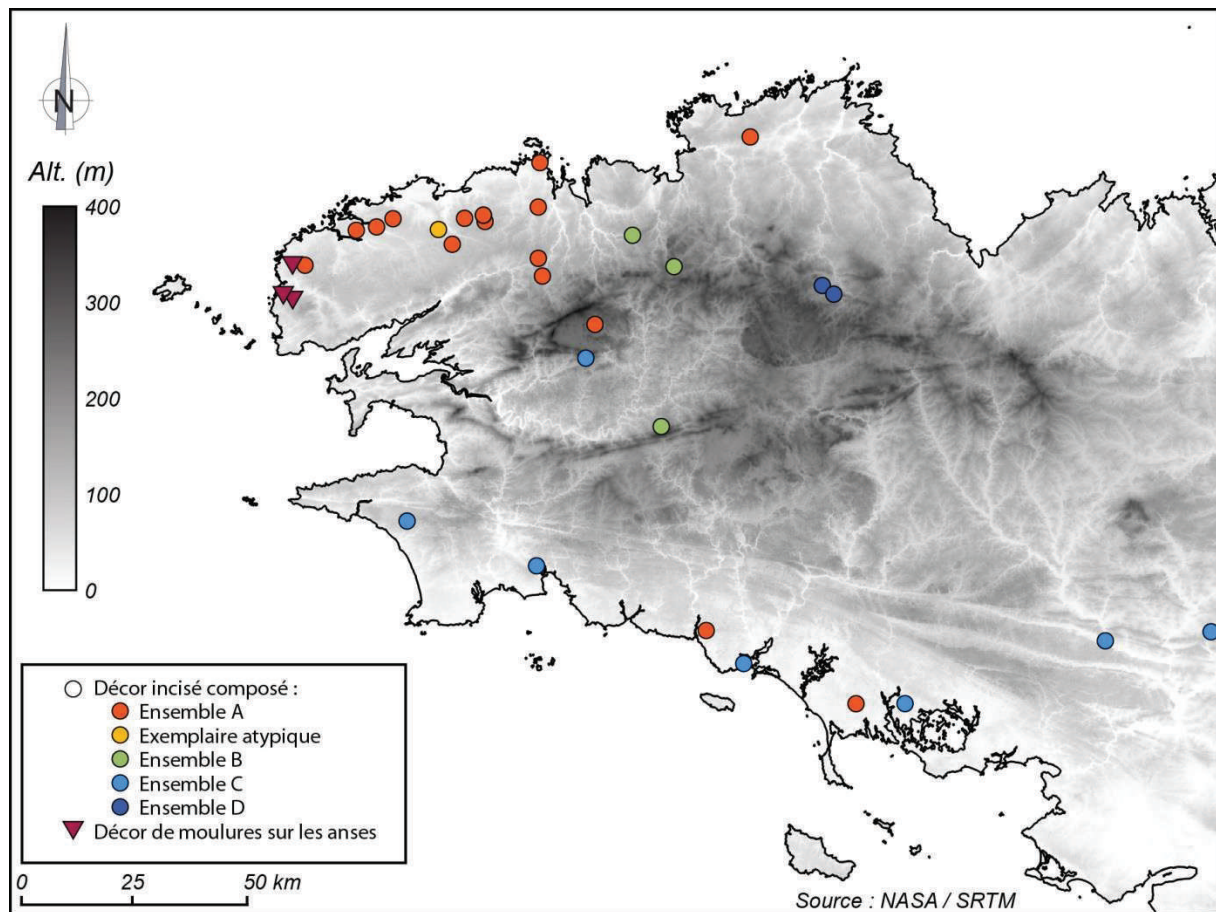 N
Alt. (m)
400
300
200
100
0
Décor incisé composé :
Ensemble A
Exemplaire atypique
Ensemble B
Ensemble C
Ensemble D
Décor de moulures sur les anses
0 25 50 km
Source : NASA / SRTM